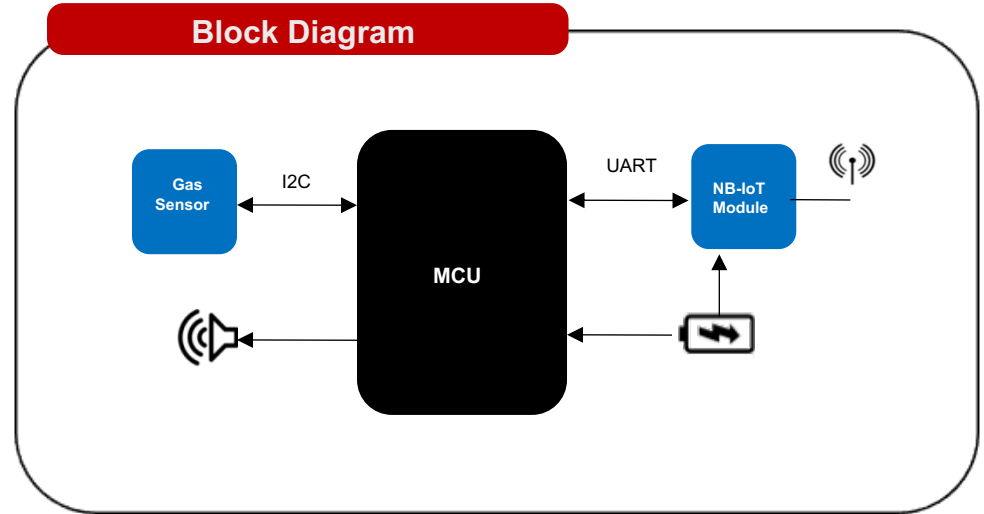 Block Diagram
Gas
Sensor
I2C
MCU
UART
NB-IoT
Module